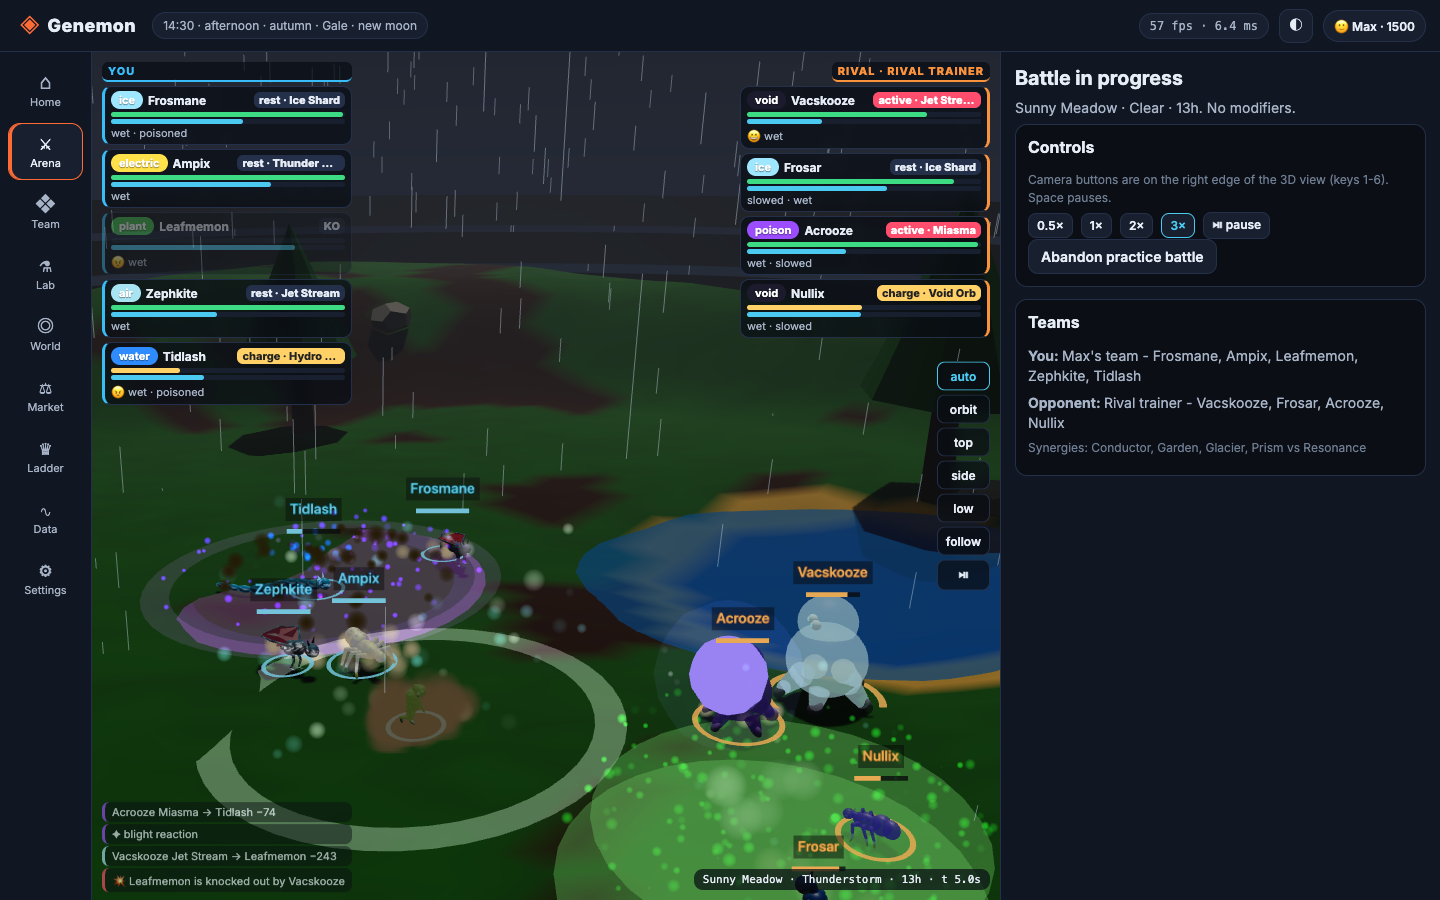 Genemon
14:30 · afternoon · autumn · Gale · new moon
57 fps · 6.4 ms
Max · 1500
Home
Arena
Team
Lab
World
Market
Ladder
Data
Settings
YOU
ice Frosmane rest · Ice Shard
wet · poisoned
electric Ampix rest · Thunder ...
wet
plant Leafmemon KO
wet
air Zephkite rest · Jet Stream
wet
water Tidlash charge · Hydro ...
wet · poisoned
RIVAL · RIVAL TRAINER
void Vacskooze active · Jet Stre...
wet
ice Frosar rest · Ice Shard
slowed · wet
poison Acrooze active · Miasma
wet · slowed
void Nullix charge · Void Orb
wet · slowed
auto
orbit
top
side
low
follow
Frosmane
Tidlash
Ampix
Zephkite
Vacskooze
Acrooze
Nullix
Frosar
Acrooze Miasma → Tidlash −74
✦ blight reaction
Vacskooze Jet Stream → Leafmemon −243
Leafmemon is knocked out by Vacskooze
Sunny Meadow · Thunderstorm · 13h · t 5.0s
Battle in progress
Sunny Meadow · Clear · 13h. No modifiers.
Controls
Camera buttons are on the right edge of the 3D view (keys 1-6).
Space pauses.
0.5× 1× 2× 3× ⏯ pause
Abandon practice battle
Teams
You: Max's team - Frosmane, Ampix, Leafmemon,
Zephkite, Tidlash
Opponent: Rival trainer - Vacskooze, Frosar, Acrooze,
Nullix
Synergies: Conductor, Garden, Glacier, Prism vs Resonance